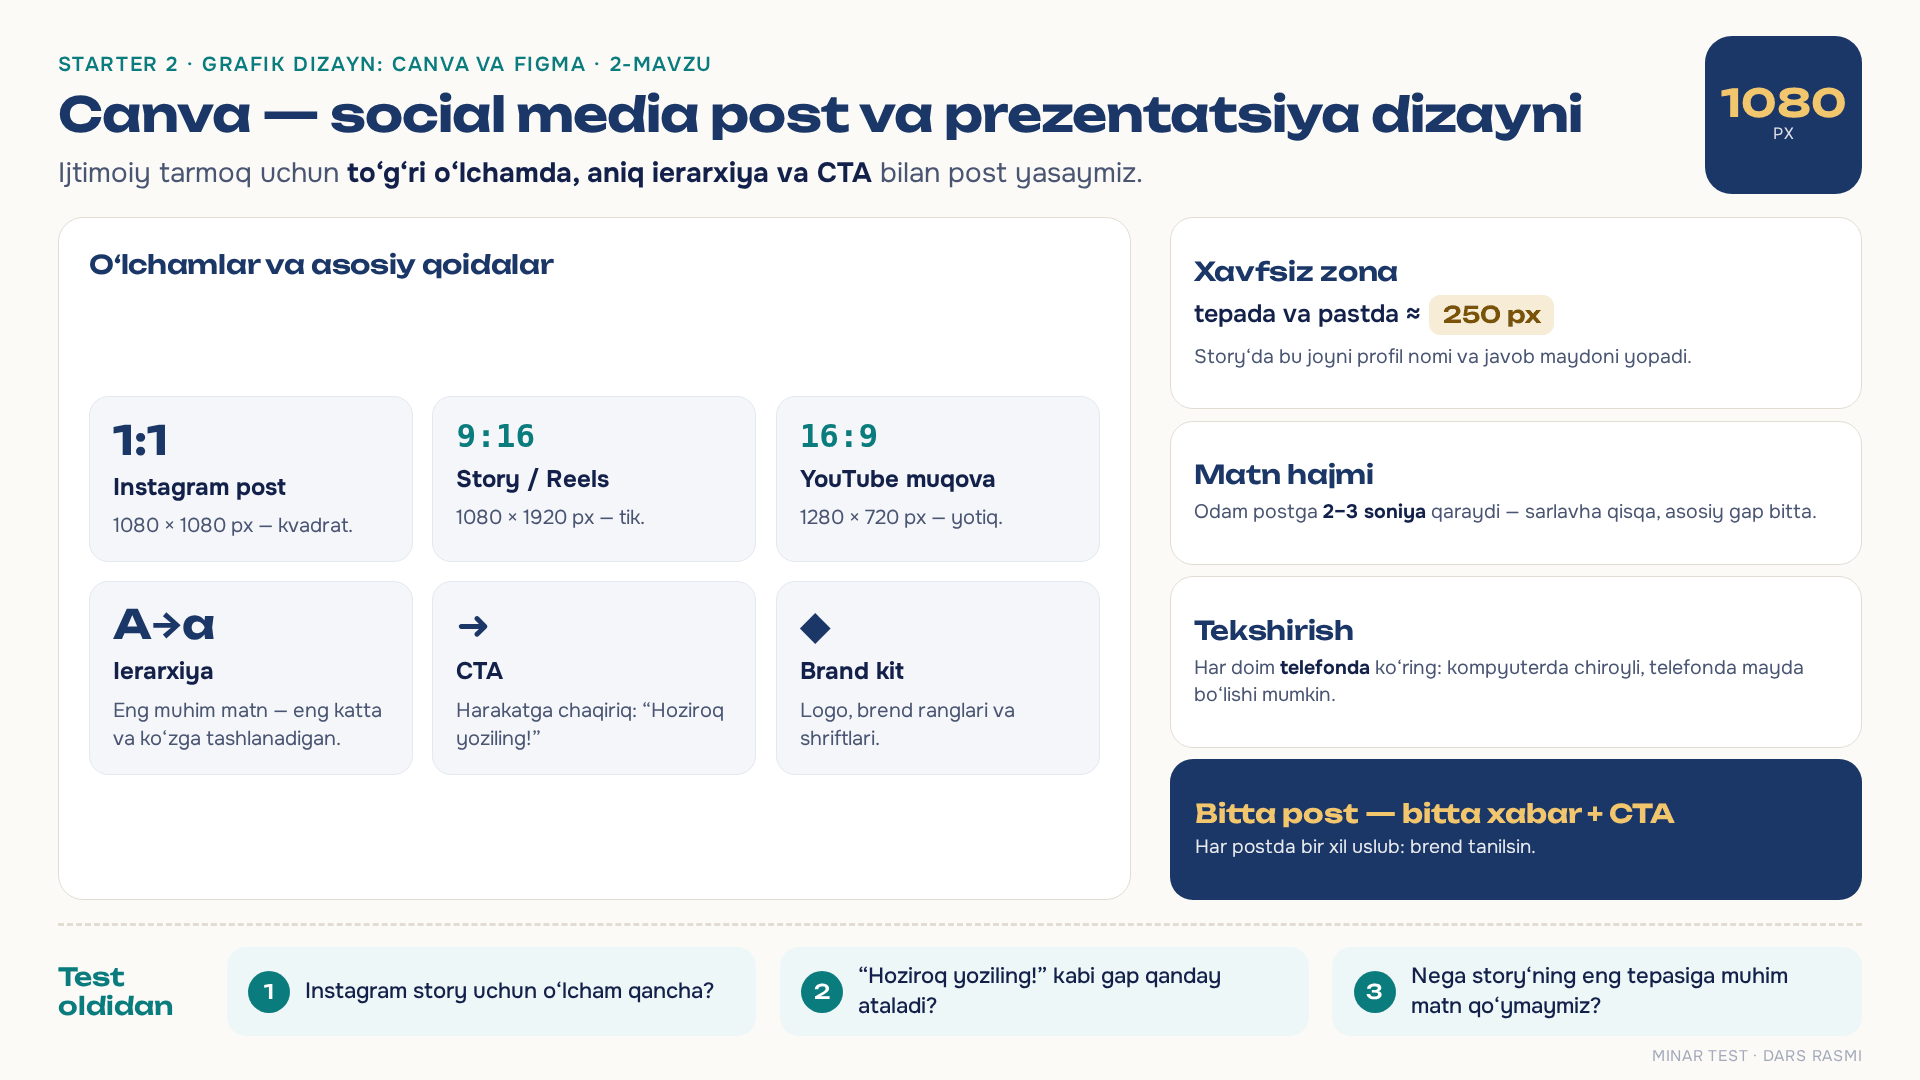 STARTER 2 · GRAFIK DIZAYN: CANVA VA FIGMA · 2-MAVZU
Canva — social media post va prezentatsiya dizayni
Ijtimoiy tarmoq uchun to‘g‘ri o‘lchamda, aniq ierarxiya va CTA bilan post yasaymiz.
1080
PX
O‘lchamlar va asosiy qoidalar
1:1
Instagram post
1080 × 1080 px — kvadrat.
9:16
Story / Reels
1080 × 1920 px — tik.
16:9
YouTube muqova
1280 × 720 px — yotiq.
A→a
Ierarxiya
Eng muhim matn — eng katta
va ko‘zga tashlanadigan.
➜
CTA
Harakatga chaqiriq: “Hoziroq
yoziling!”
◆
Brand kit
Logo, brend ranglari va
shriftlari.
Xavfsiz zona
tepada va pastda ≈ 250 px
Story‘da bu joyni profil nomi va javob maydoni yopadi.
Matn hajmi
Odam postga 2–3 soniya qaraydi — sarlavha qisqa, asosiy gap bitta.
Tekshirish
Har doim telefonda ko‘ring: kompyuterda chiroyli, telefonda mayda
bo‘lishi mumkin.
Bitta post — bitta xabar + CTA
Har postda bir xil uslub: brend tanilsin.
Test
oldidan
1 Instagram story uchun o‘lcham qancha?
2 “Hoziroq yoziling!” kabi gap qanday
ataladi?
3 Nega story‘ning eng tepasiga muhim
matn qo‘ymaymiz?
MINAR TEST · DARS RASMI